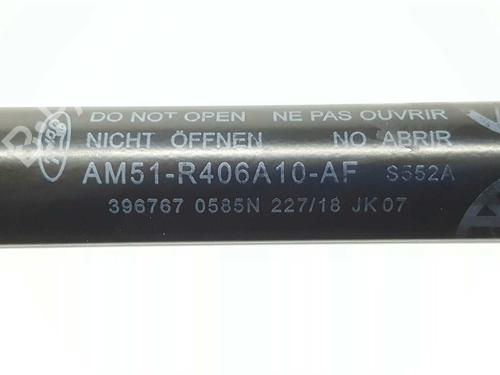 DO NOT OPEN NE PAS OUVRIR
NICHT ÖFFNEN NO ABRIR
AM51-R406A10-AF S552A
396767 0585N 227/18 JK07